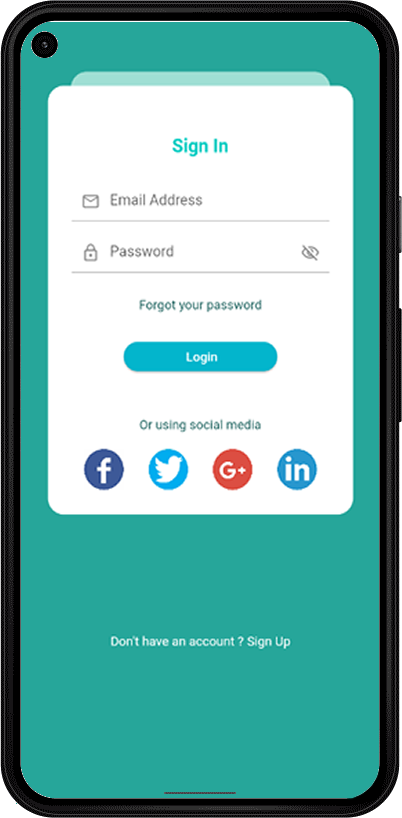 Sign In
Email Address
Password
Forgot your password
Login
Or using social media
f G+ in
Don't have an account ? Sign Up